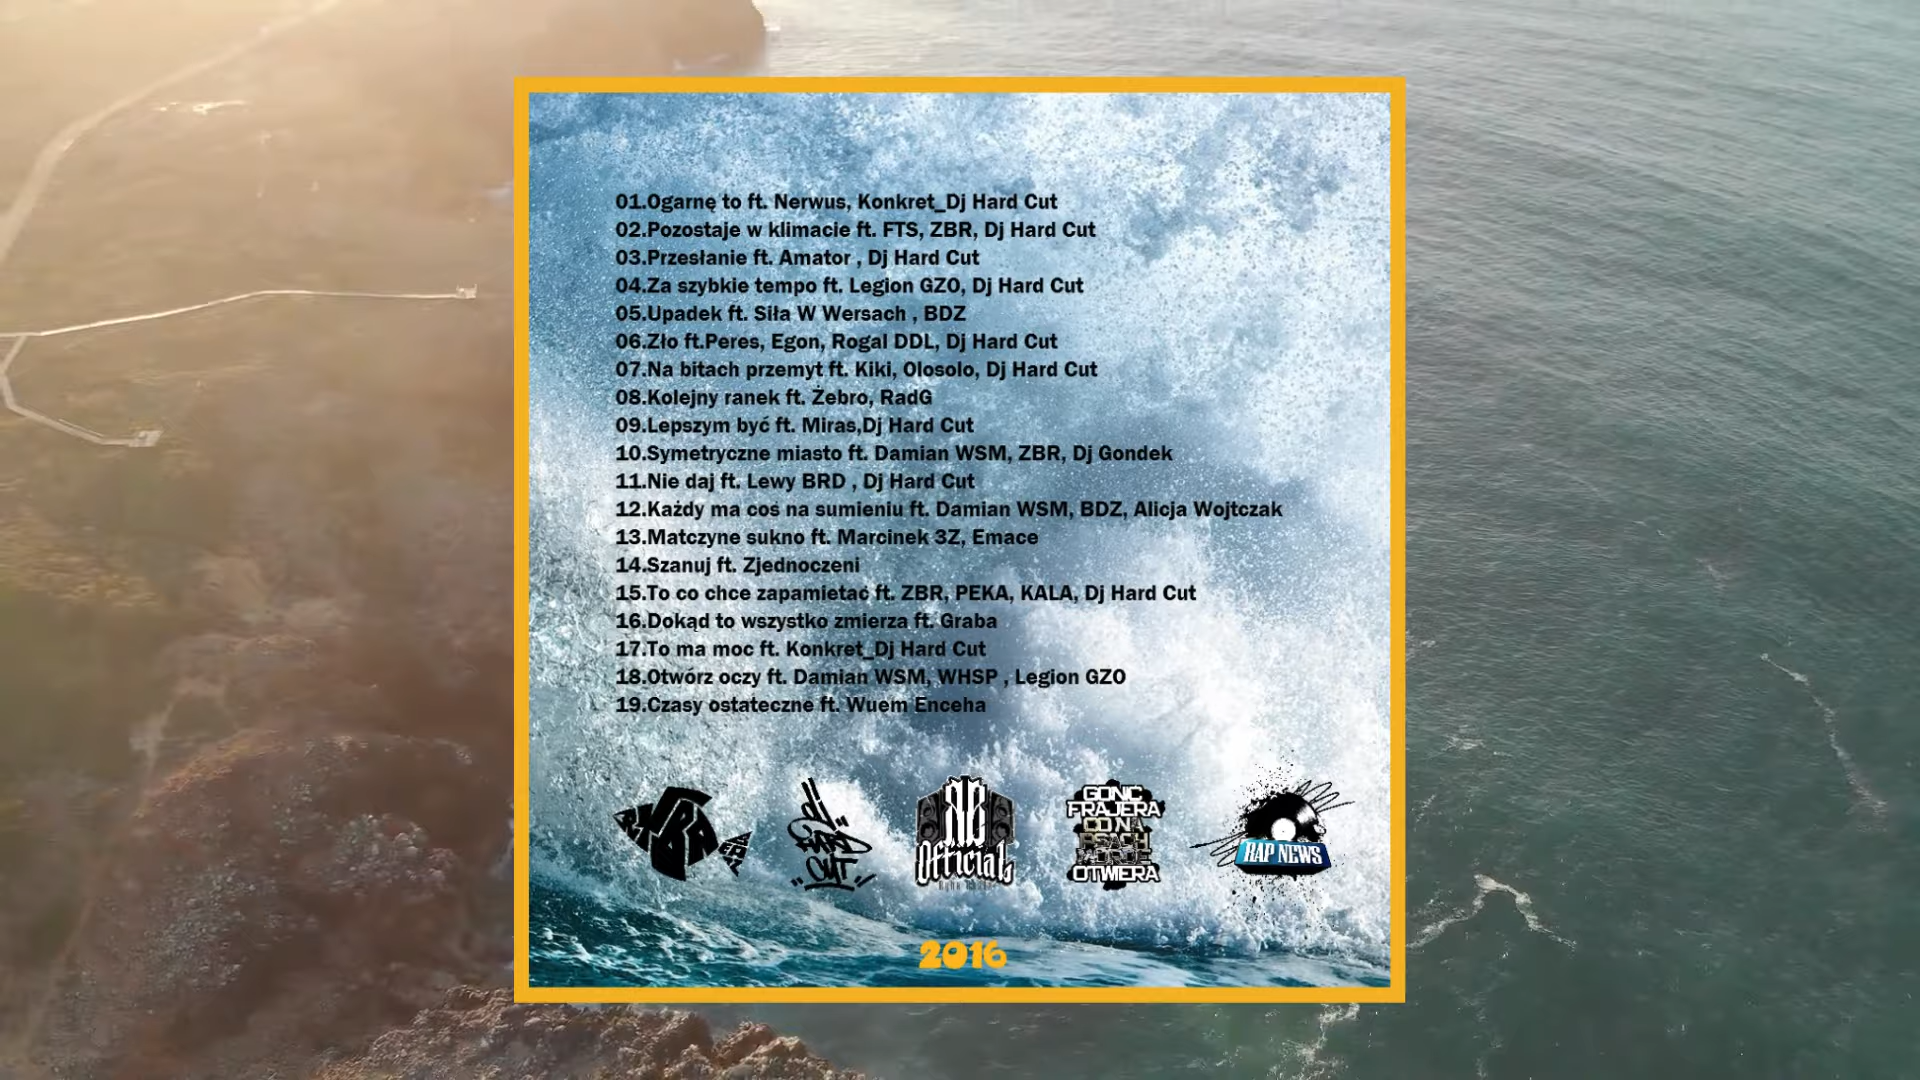 01.Ogarnę to ft. Nerwus, Konkret_Dj Hard Cut
02.Pozostaje w klimacie ft. FTS, ZBR, Dj Hard Cut
03.Przesłanie ft. Amator , Dj Hard Cut
04.Za szybkie tempo ft. Legion GZO, Dj Hard Cut
05.Upadek ft. Siła W Wersach , BDZ
06.Zło ft.Peres, Egon, Rogal DDL, Dj Hard Cut
07.Na bitach przemyt ft. Kiki, Olosolo, Dj Hard Cut
08.Kolejny ranek ft. Żebro, RadG
09.Lepszym być ft. Miras,Dj Hard Cut
10.Symetryczne miasto ft. Damian WSM, ZBR, Dj Gondek
11.Nie daj ft. Lewy BRD , Dj Hard Cut
12.Każdy ma coś na sumieniu ft. Damian WSM, BDZ, Alicja Wojtczak
13.Matczyne sukno ft. Marcinek 3Z, Emace
14.Szanuj ft. Zjednoczeni
15.To co chce zapamietać ft. ZBR, PEKA, KALA, Dj Hard Cut
16.Dokąd to wszystko zmierza ft. Graba
17.To ma moc ft. Konkret_Dj Hard Cut
18.Otwórz oczy ft. Damian WSM, WHSP , Legion GZO
19.Czasy ostateczne ft. Wuem Enceha
RYBA
Dj HARD CUT
RB Official
GONIC
FRAJERA
OTWIERA
RAP NEWS
2016